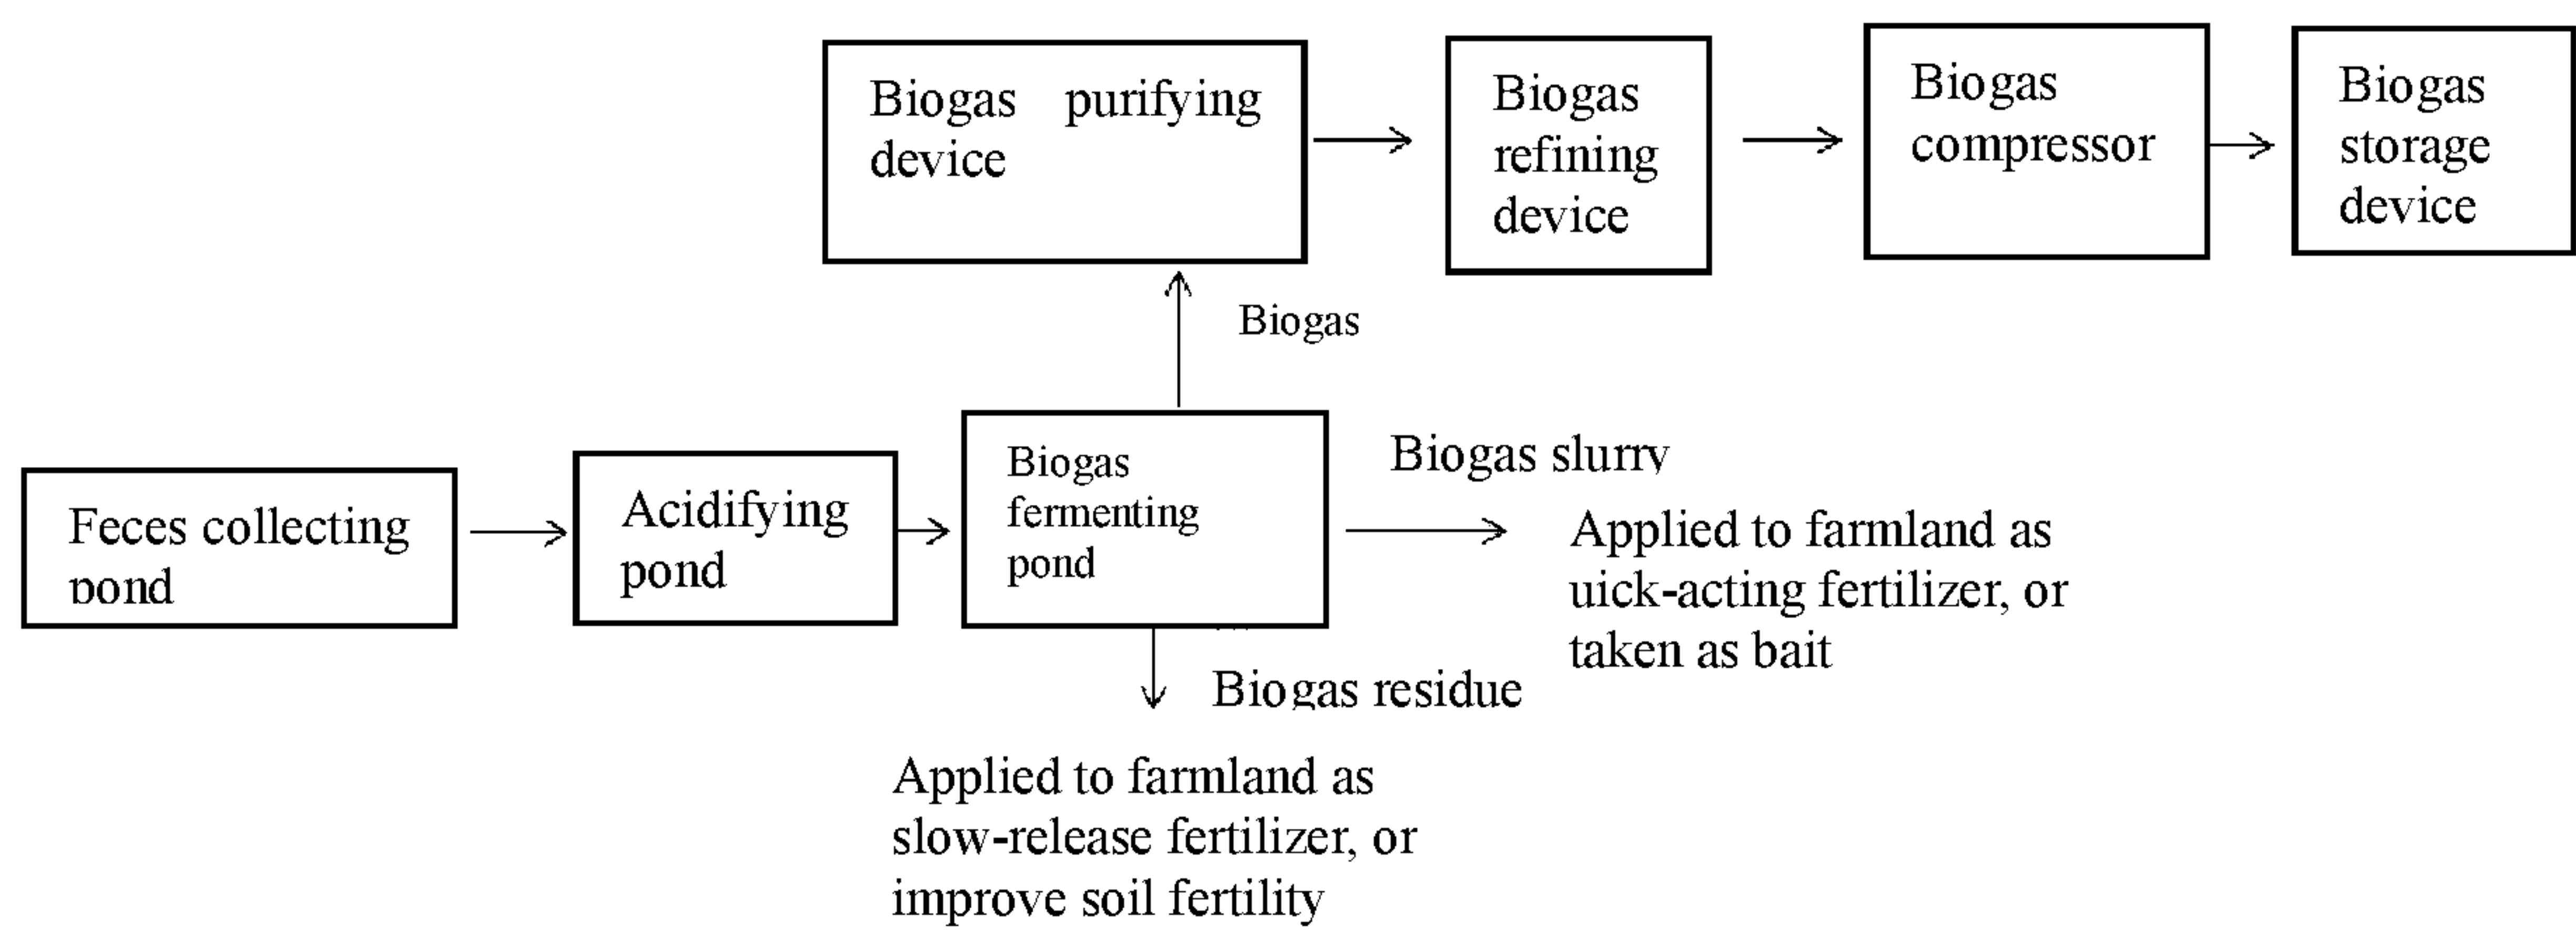 Biogas purifying
device
Biogas
refining
device
Biogas
compressor
Biogas
storage
device
Biogas
Feces collecting
pond
Acidifying
pond
Biogas
fermenting
pond
Biogas slurry
Applied to farmland as
uick-acting fertilizer, or
taken as bait
Biogas residue
Applied to farmland as
slow-release fertilizer, or
improve soil fertility